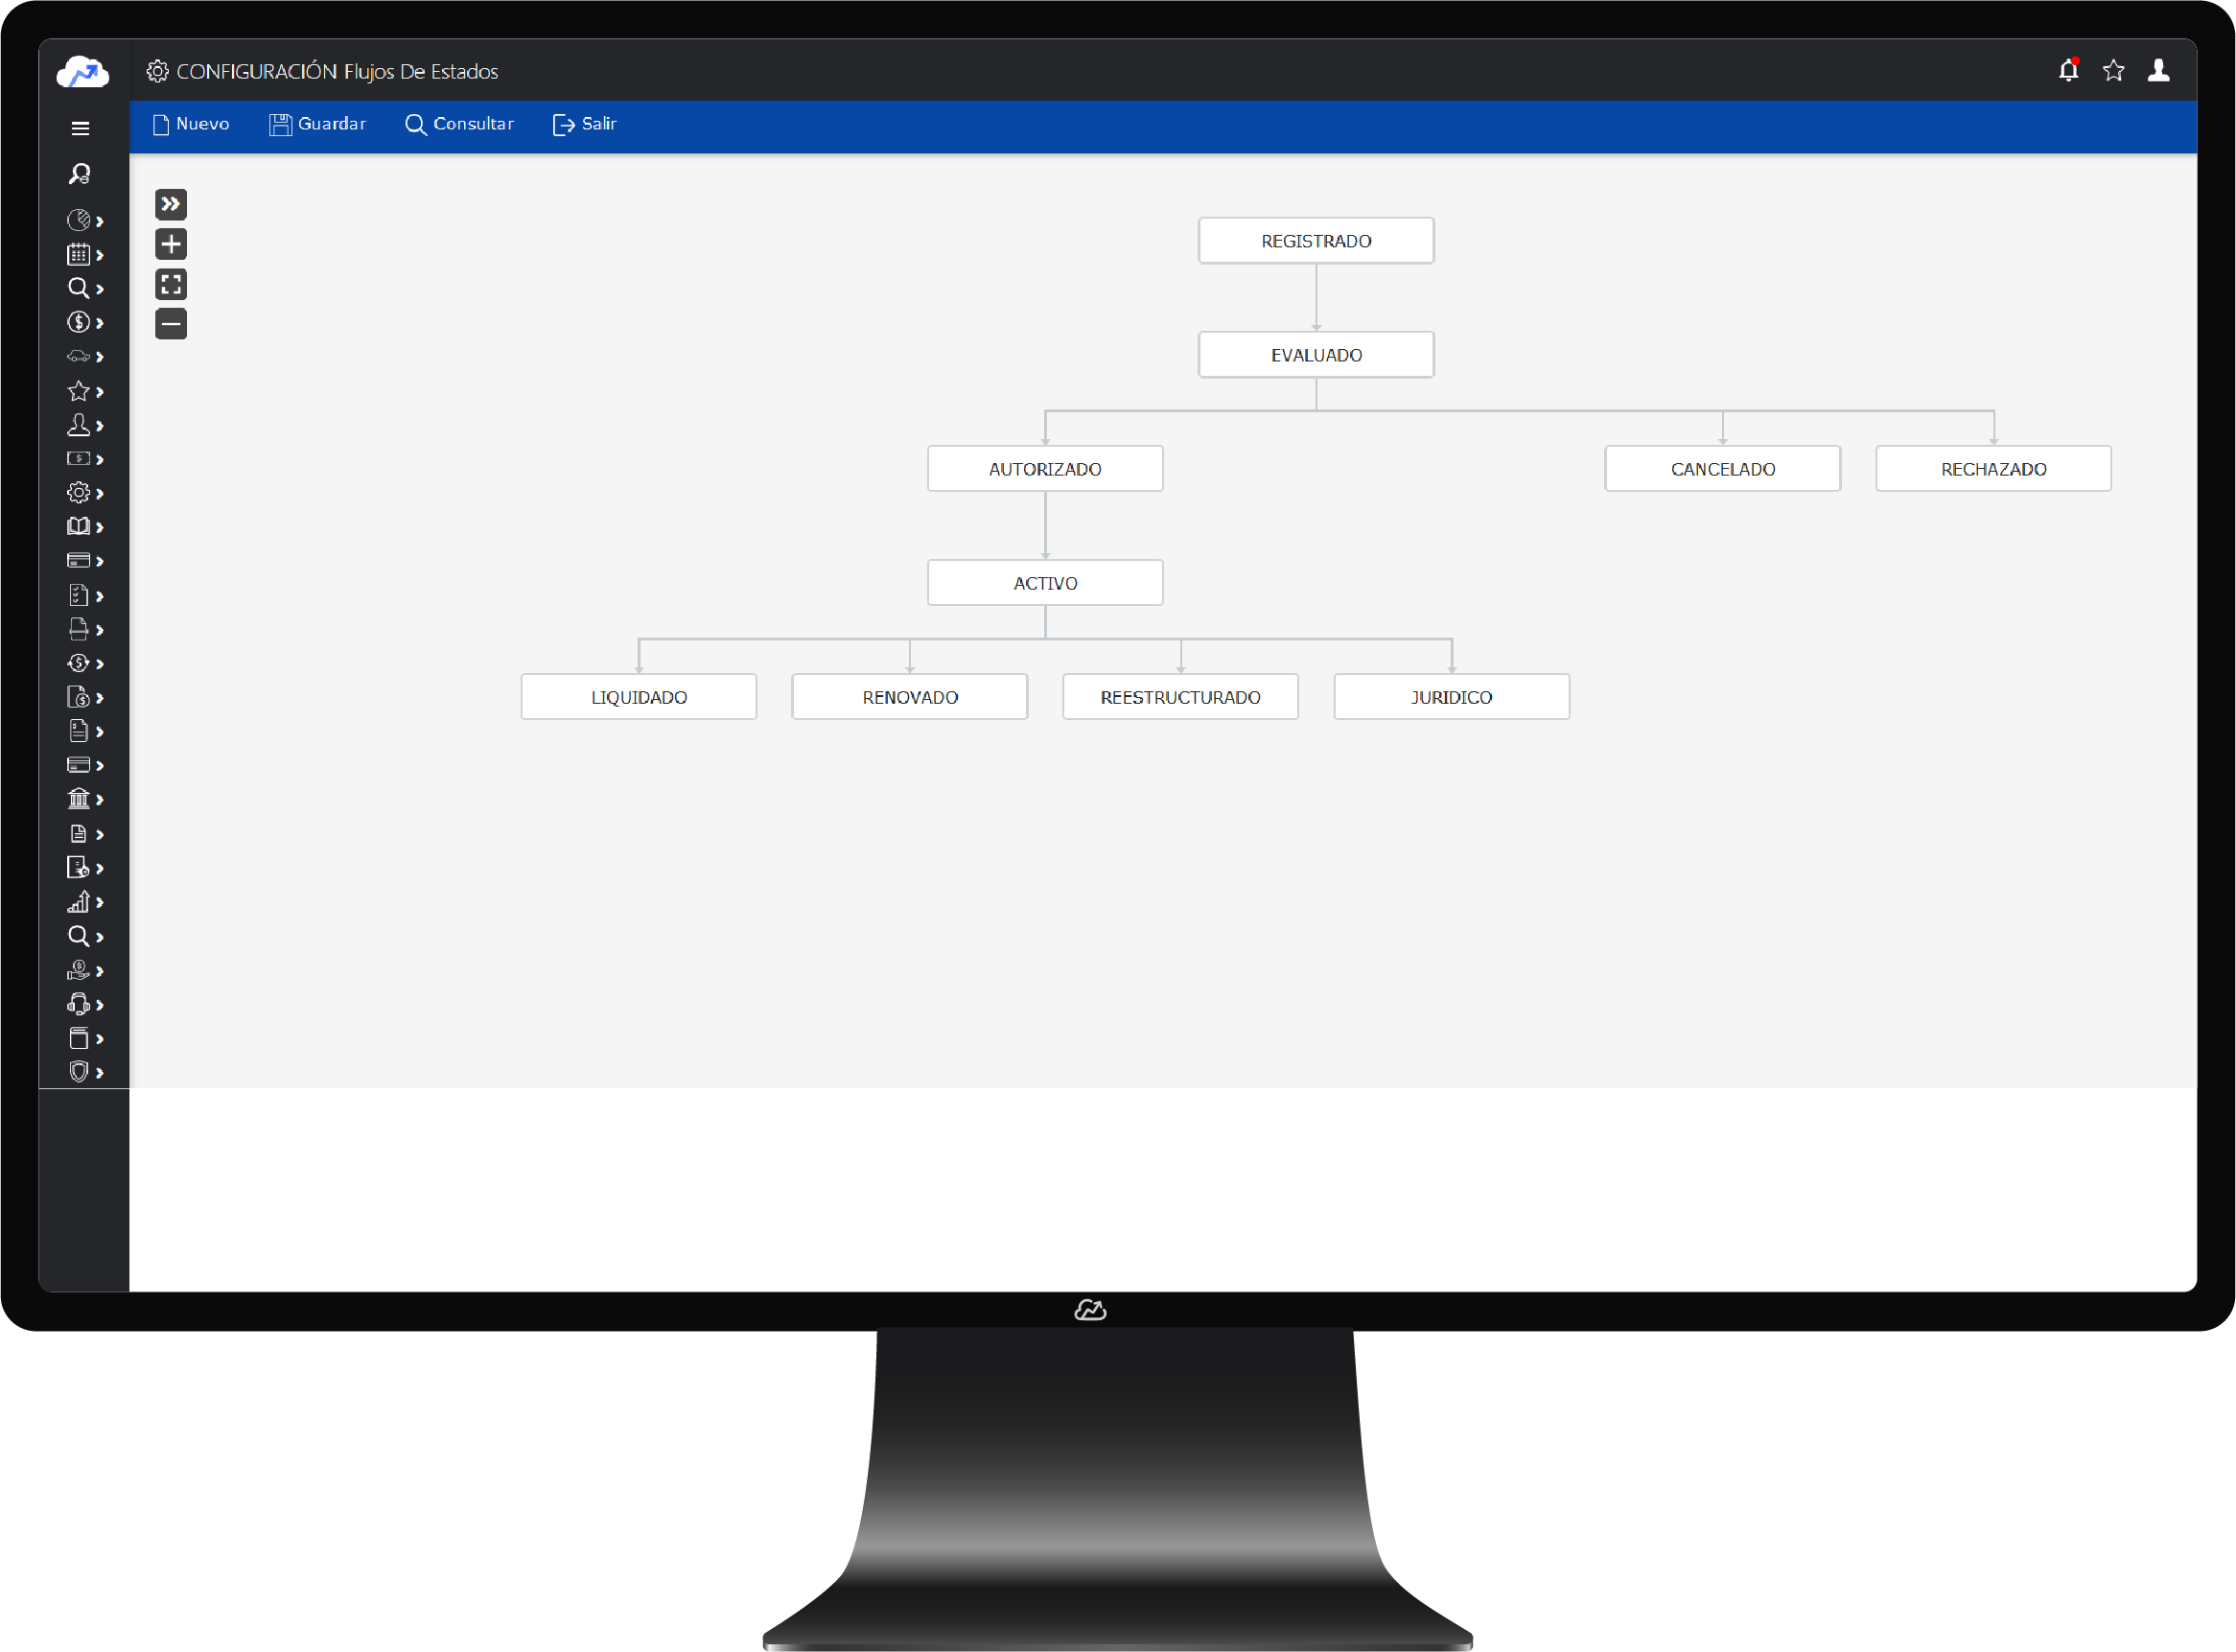 CONFIGURACIÓN Flujos De Estados
Nuevo Guardar Consultar Salir
REGISTRADO
EVALUADO
AUTORIZADO CANCELADO RECHAZADO
ACTIVO
LIQUIDADO RENOVADO REESTRUCTURADO JURIDICO